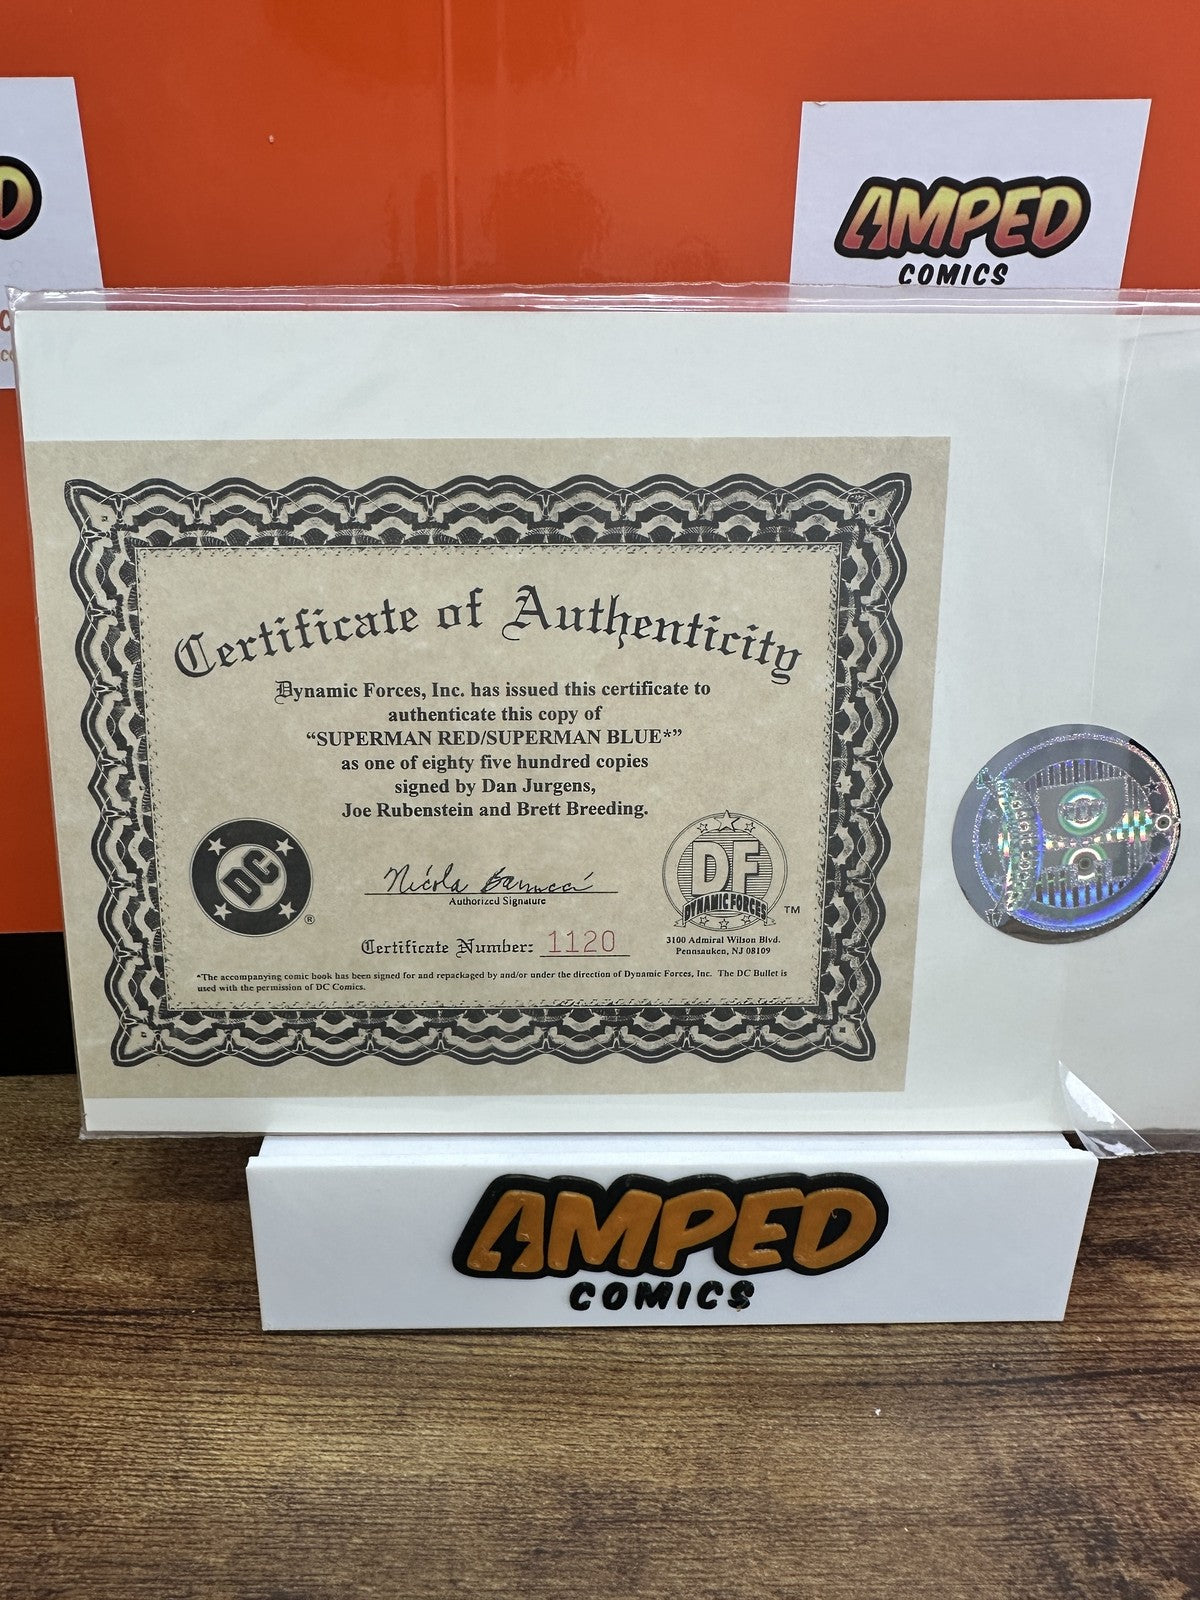 AMPED
COMICS
Certificate of Authenticity
Dynamic Forces, Inc. has issued this certificate to
authenticate this copy of
“SUPERMAN RED/SUPERMAN BLUE*”
as one of eighty five hundred copies
signed by Dan Jurgens,
Joe Rubenstein and Brett Breeding.
DC
®
Nicola
Authorized Signature
Certificate Number: 1120
DF
DYNAMIC FORCES
TM
3100 Admiral Wilson Blvd.
Pennsauken, NJ 08109
*The accompanying comic book has been signed for and repackaged by and/or under the direction of Dynamic Forces, Inc. The DC Bullet is
used with the permission of DC Comics.
AMPED
COMICS